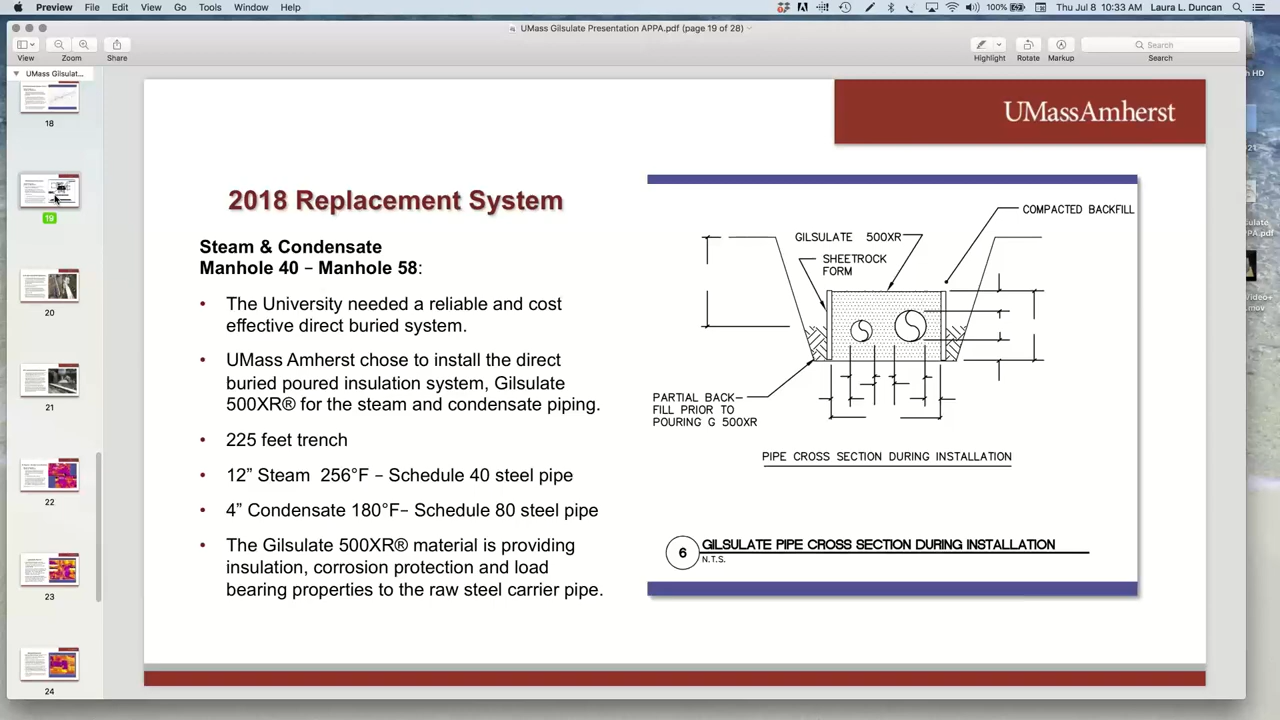 Preview File Edit View Go Tools Window Help
100% Thu Jul 8 10:33 AM Laura L. Duncan
UMass Gilsulate Presentation APPA.pdf (page 19 of 28)
View Zoom Share Highlight Rotate Markup Search
Search
UMass Gilsulat...
18
19
20
21
22
23
24
UMassAmherst
2018 Replacement System
Steam & Condensate
Manhole 40 – Manhole 58:
• The University needed a reliable and cost
effective direct buried system.
• UMass Amherst chose to install the direct
buried poured insulation system, Gilsulate
500XR® for the steam and condensate piping.
• 225 feet trench
• 12” Steam 256°F – Schedule 40 steel pipe
• 4” Condensate 180°F– Schedule 80 steel pipe
• The Gilsulate 500XR® material is providing
insulation, corrosion protection and load
bearing properties to the raw steel carrier pipe.
COMPACTED BACKFILL
GILSULATE 500XR
SHEETROCK
FORM
PARTIAL BACK–
FILL PRIOR TO
POURING G 500XR
PIPE CROSS SECTION DURING INSTALLATION
6
GILSULATE PIPE CROSS SECTION DURING INSTALLATION
N.T.S.